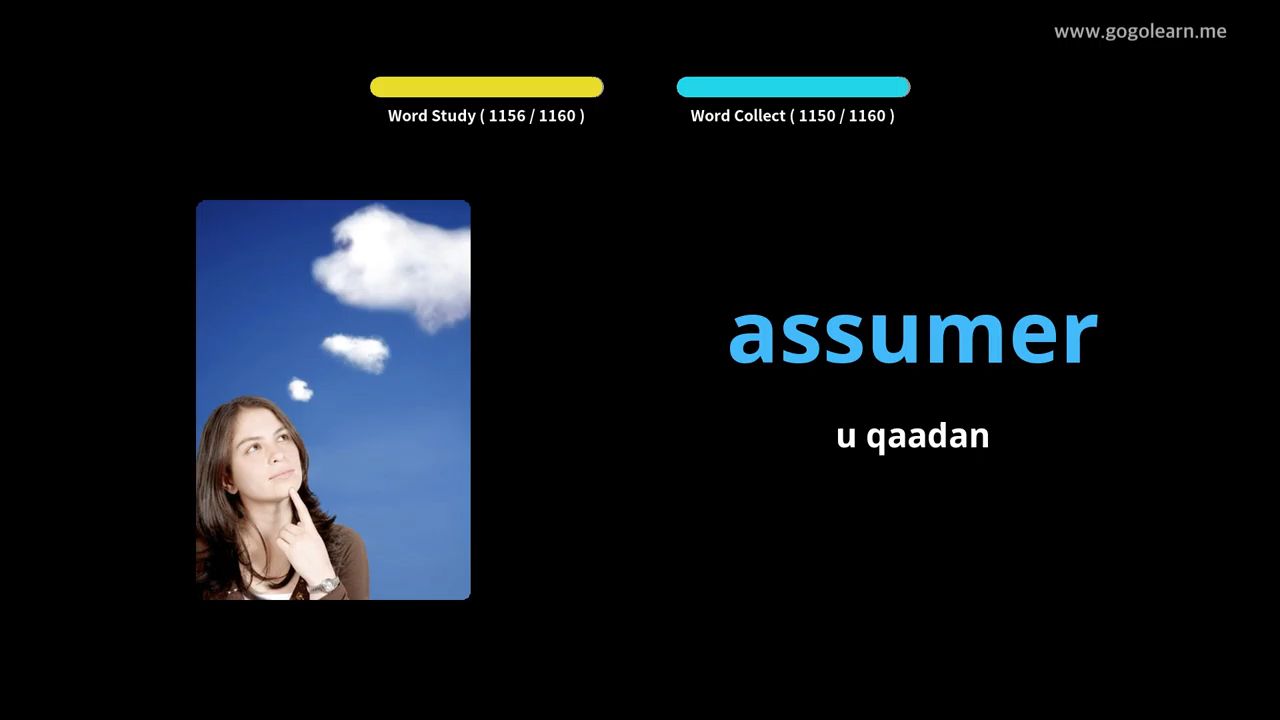 www.gogolearn.me
Word Study ( 1156 / 1160 )
Word Collect ( 1150 / 1160 )
assumer
u qaadan